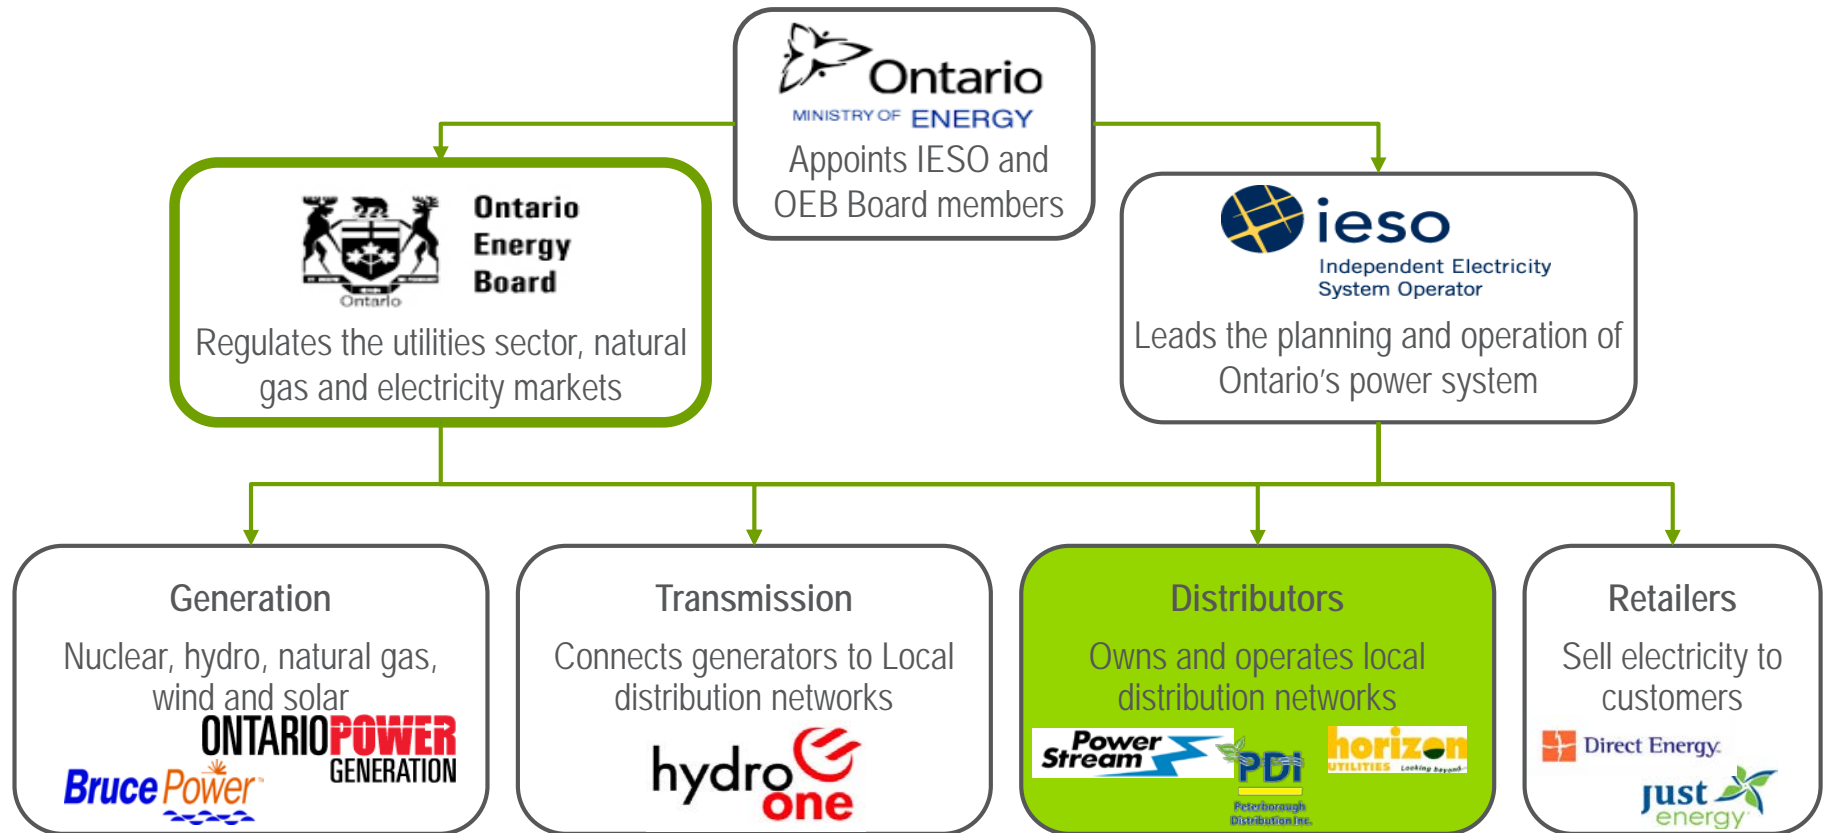 Ontario
MINISTRY OF ENERGY
Appoints IESO and
OEB Board members
Ontario
Energy
Board
Ontario
Regulates the utilities sector, natural
gas and electricity markets
ieso
Independent Electricity
System Operator
Leads the planning and operation of
Ontario's power system
Generation
Nuclear, hydro, natural gas,
wind and solar
ONTARIOPOWER
GENERATION
Bruce Power™
Transmission
Connects generators to Local
distribution networks
hydro
one
Distributors
Owns and operates local
distribution networks
Power
Stream
PDI
Peterborough
Distribution Inc.
horizon
UTILITIES Looking beyond...
Retailers
Sell electricity to
customers
Direct Energy.
just
energy